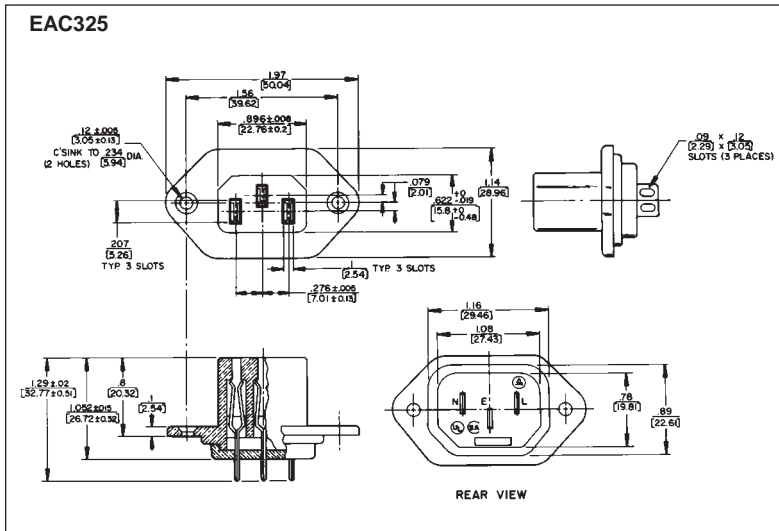 EAC325
1.97
[50.04]
1.56
[39.62]
.12 ±.005
[3.05 ±0.13]
C'SINK TO .234 DIA.
[5.94]
(2 HOLES)
.896±.008
[22.76±0.2]
.079
[2.01]
.622 +0 -.019
[15.8 +0 -0.48]
1.14
[28.96]
.09 x .12
[2.29] x [3.05]
SLOTS (3 PLACES)
.207
[5.26]
TYP. 3 SLOTS
.1
[2.54]
TYP. 3 SLOTS
.276±.005
[7.01±0.13]
1.29±.02
[32.77±0.51]
1.052±.015
[26.72±0.32]
.8
[20.32]
.1
[2.54]
1.16
[29.46]
1.08
[27.43]
N E L
UL
.78
[19.81]
.89
[22.61]
REAR VIEW